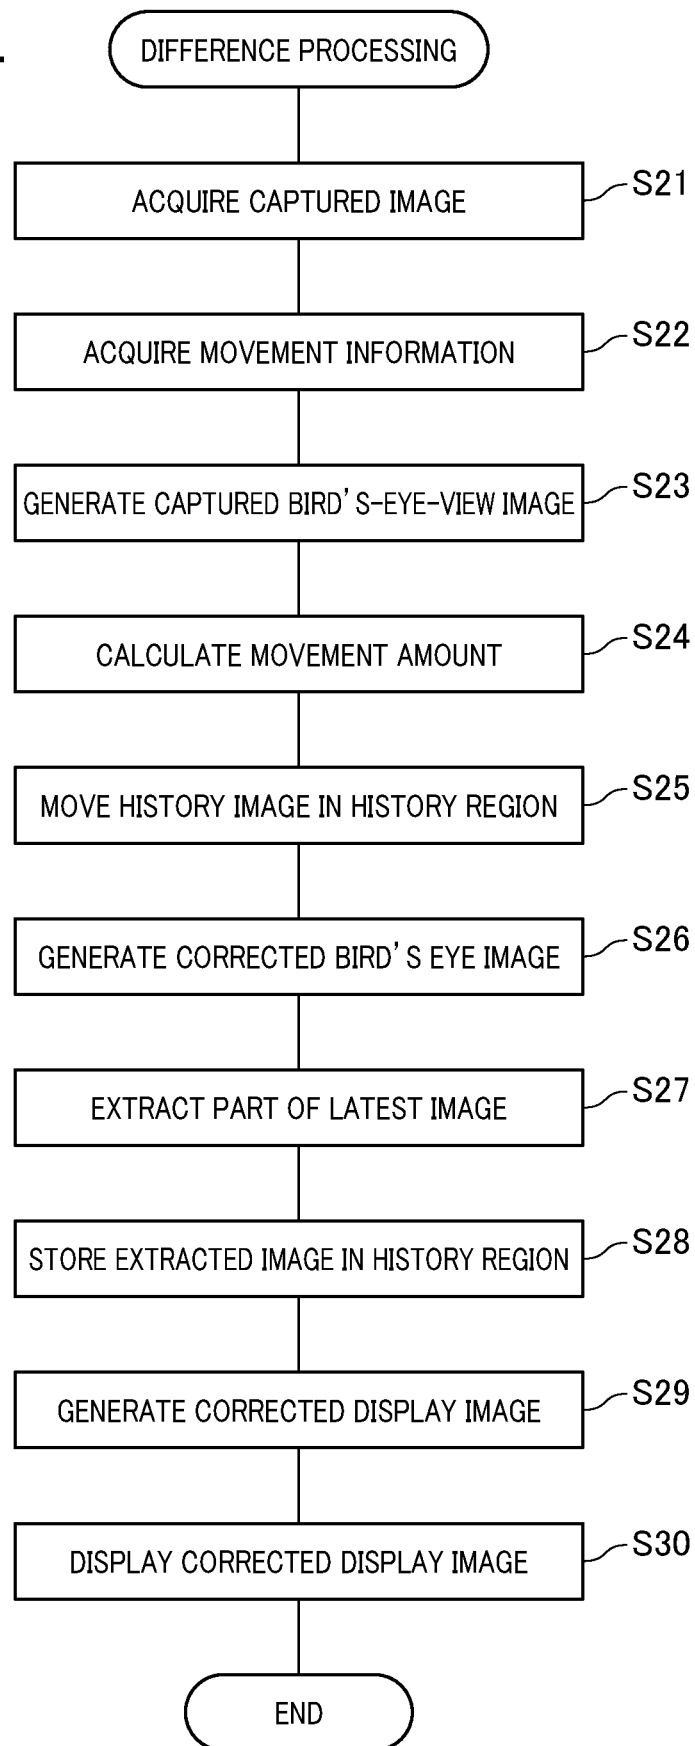 DIFFERENCE PROCESSING
ACQUIRE CAPTURED IMAGE
S21
ACQUIRE MOVEMENT INFORMATION
S22
GENERATE CAPTURED BIRD'S-EYE-VIEW IMAGE
S23
CALCULATE MOVEMENT AMOUNT
S24
MOVE HISTORY IMAGE IN HISTORY REGION
S25
GENERATE CORRECTED BIRD'S EYE IMAGE
S26
EXTRACT PART OF LATEST IMAGE
S27
STORE EXTRACTED IMAGE IN HISTORY REGION
S28
GENERATE CORRECTED DISPLAY IMAGE
S29
DISPLAY CORRECTED DISPLAY IMAGE
S30
END